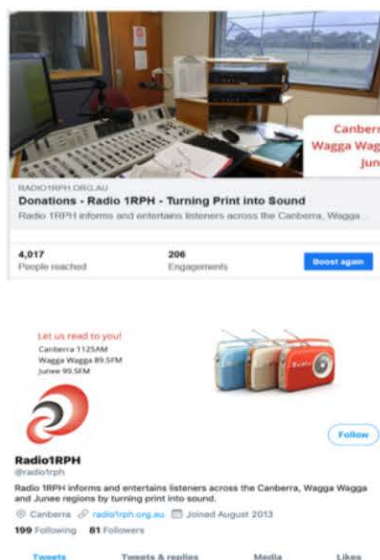 Canberr
Wagga Wag
Jun
RADIO1RPH.ORG.AU
Donations - Radio 1RPH - Turning Print into Sound
Radio 1RPH informs and entertains listeners across the Canberra, Wagga...
4,017
206
People reached
Engagements
Boost again
Let us read to you!
Canberra 1125AM
Wagga Wagga 89.5FM
Junee 99.5FM
Follow
Radio1RPH
@radio1rph
Radio 1RPH informs and entertains listeners across the Canberra, Wagga Wagga
and Junee regions by turning print into sound.
Canberra radio1rph.org.au Joined August 2013
199 Following 81 Followers
Tweets Tweets & replies Media Likes